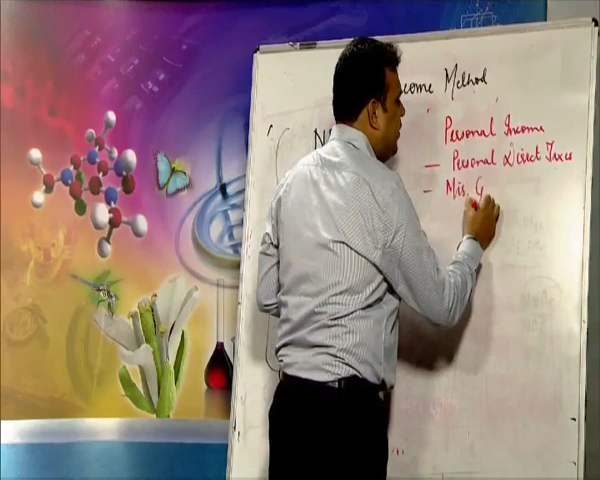 come Method
Personal Income
— Personal Direct Taxes
— Mis. G